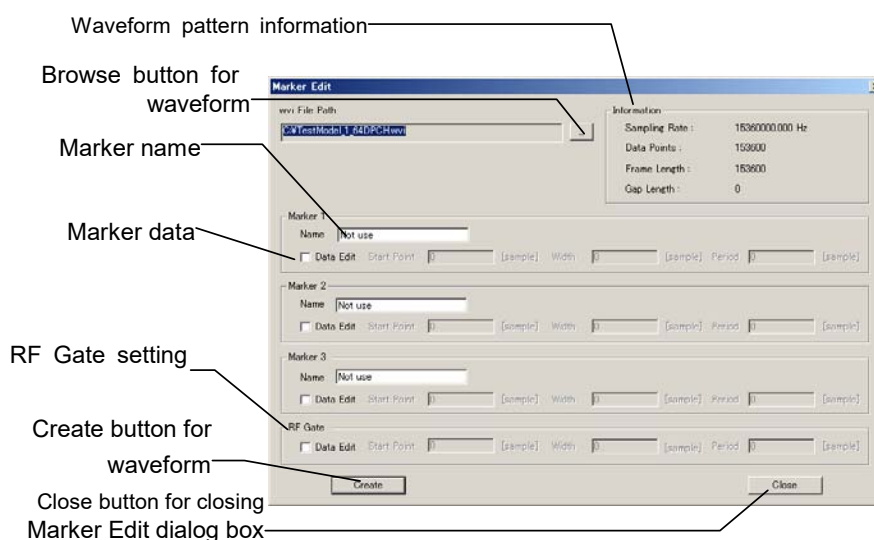 Waveform pattern information
Browse button for
waveform
Marker name
Marker data
RF Gate setting
Create button for
waveform
Close button for closing
Marker Edit dialog box
Marker Edit
wvi File Path
C:¥TestModel_1_64DPCH.wvi
Information
Sampling Rate : 15360000.000 Hz
Data Points : 153600
Frame Length : 153600
Gap Length : 0
Marker 1
Name Not use
Data Edit Start Point 0 [sample] Width 0 [sample] Period 0 [sample]
Marker 2
Name Not use
Data Edit Start Point 0 [sample] Width 0 [sample] Period 0 [sample]
Marker 3
Name Not use
Data Edit Start Point 0 [sample] Width 0 [sample] Period 0 [sample]
RF Gate
Data Edit Start Point 0 [sample] Width 0 [sample] Period 0 [sample]
Create
Close